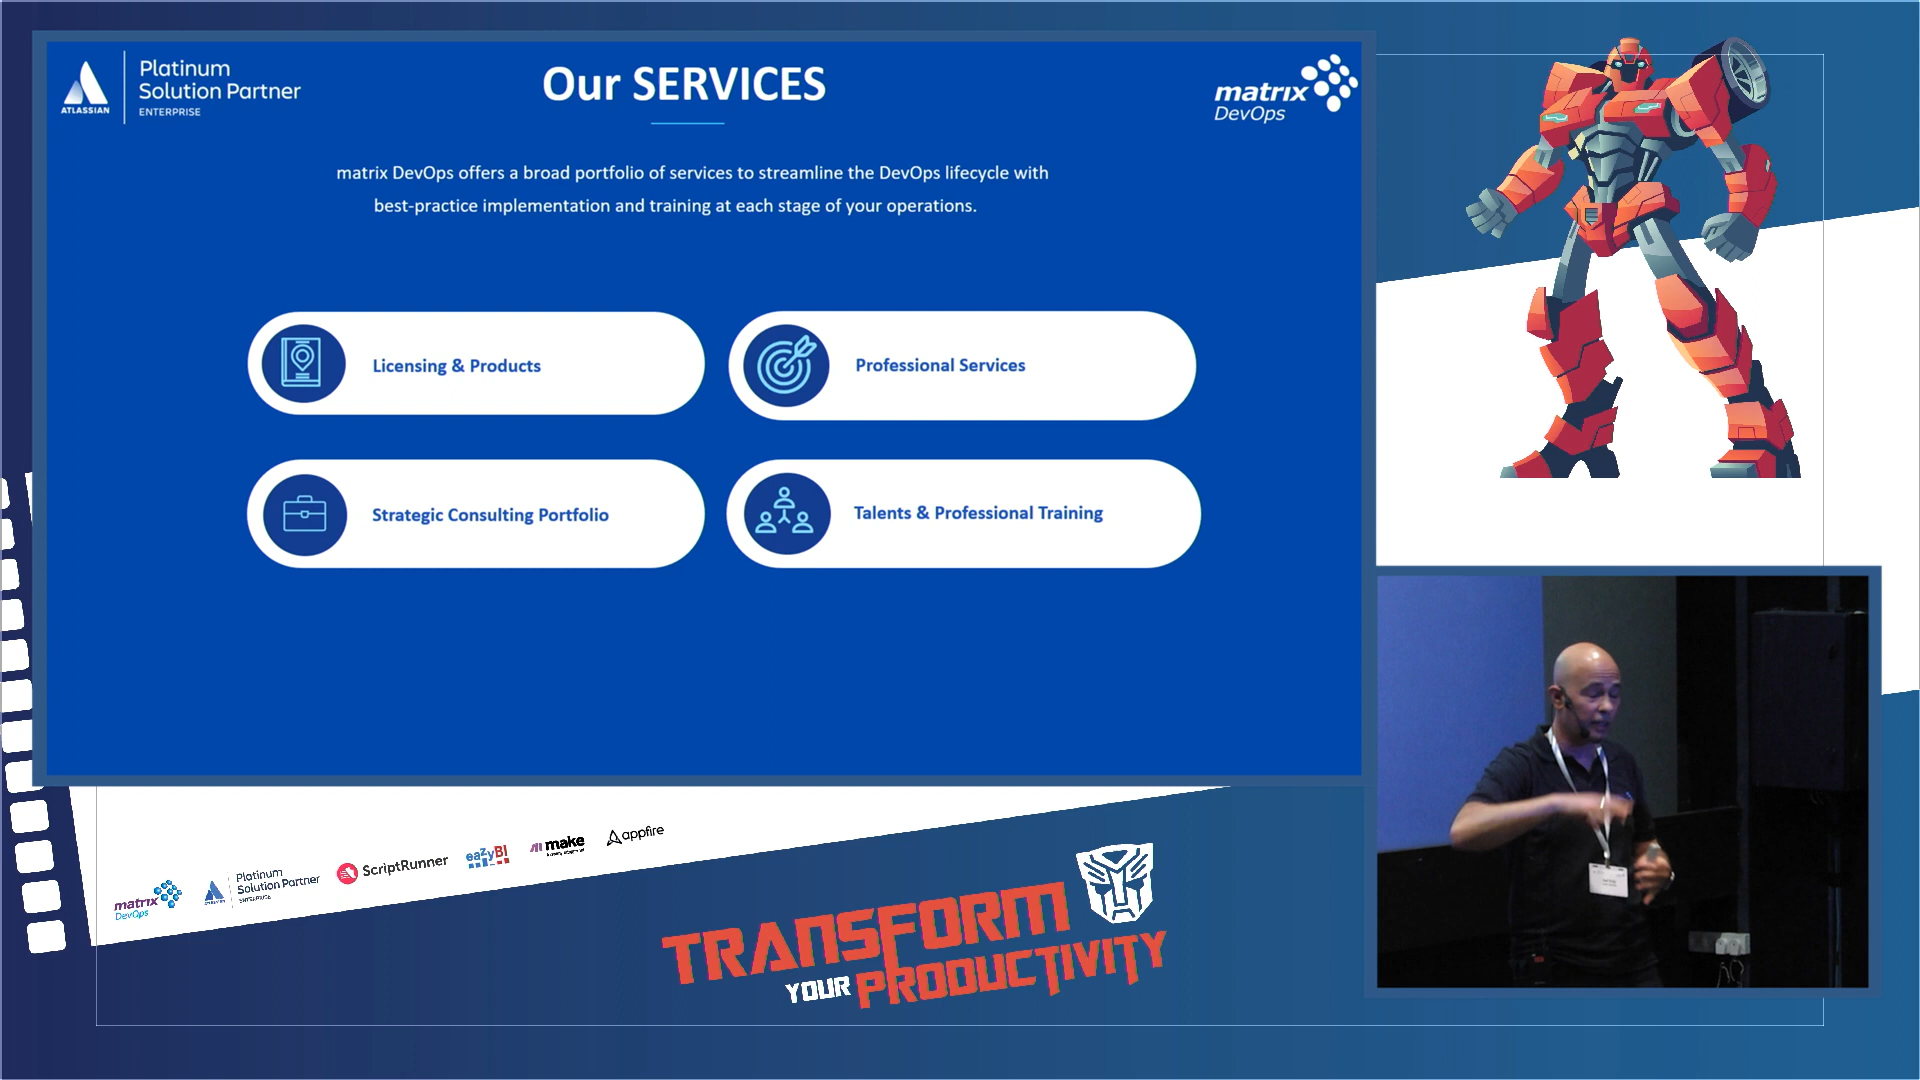 Platinum
Solution Partner
ENTERPRISE
ATLASSIAN
Our SERVICES
matrix
DevOps
matrix DevOps offers a broad portfolio of services to streamline the DevOps lifecycle with
best-practice implementation and training at each stage of your operations.
Licensing & Products
Professional Services
Strategic Consulting Portfolio
Talents & Professional Training
matrix
DevOps
Platinum
Solution Partner
ENTERPRISE
ScriptRunner
eazyBI
make
appfire
TRANSFORM
YOUR PRODUCTIVITY